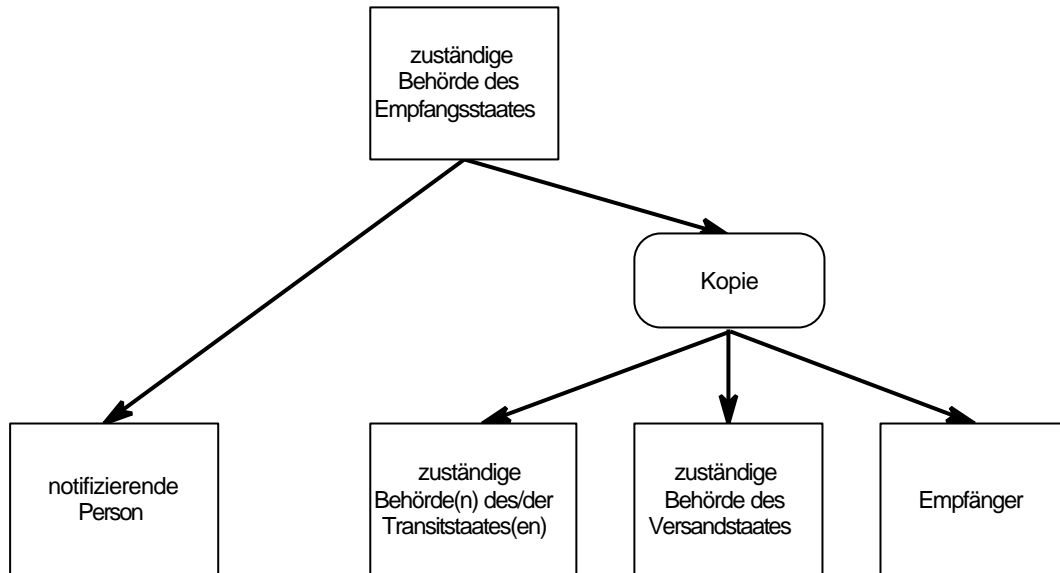 zuständige
Behörde des
Empfangsstaates
Kopie
notifizierende
Person
zuständige
Behörde(n) des/der
Transitstaates(en)
zuständige
Behörde des
Versandstaates
Empfänger